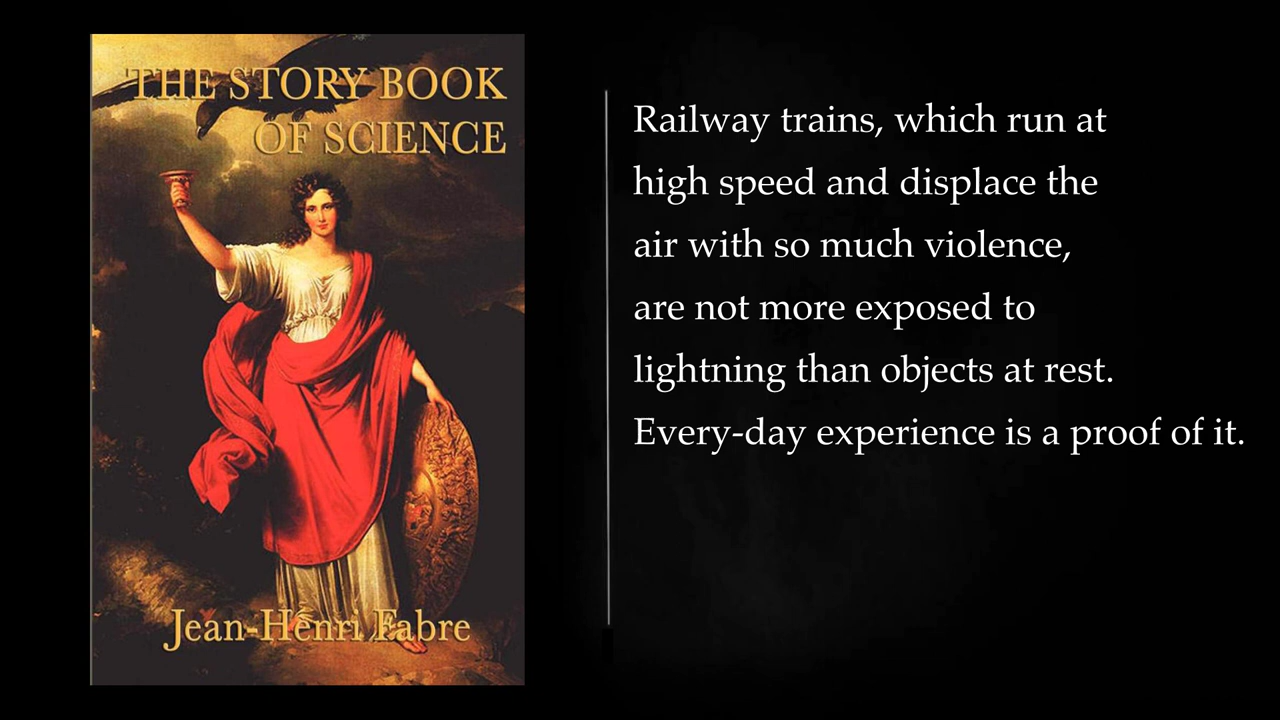 THE STORY BOOK
OF SCIENCE
Jean-Henri Fabre
Railway trains, which run at
high speed and displace the
air with so much violence,
are not more exposed to
lightning than objects at rest.
Every-day experience is a proof of it.